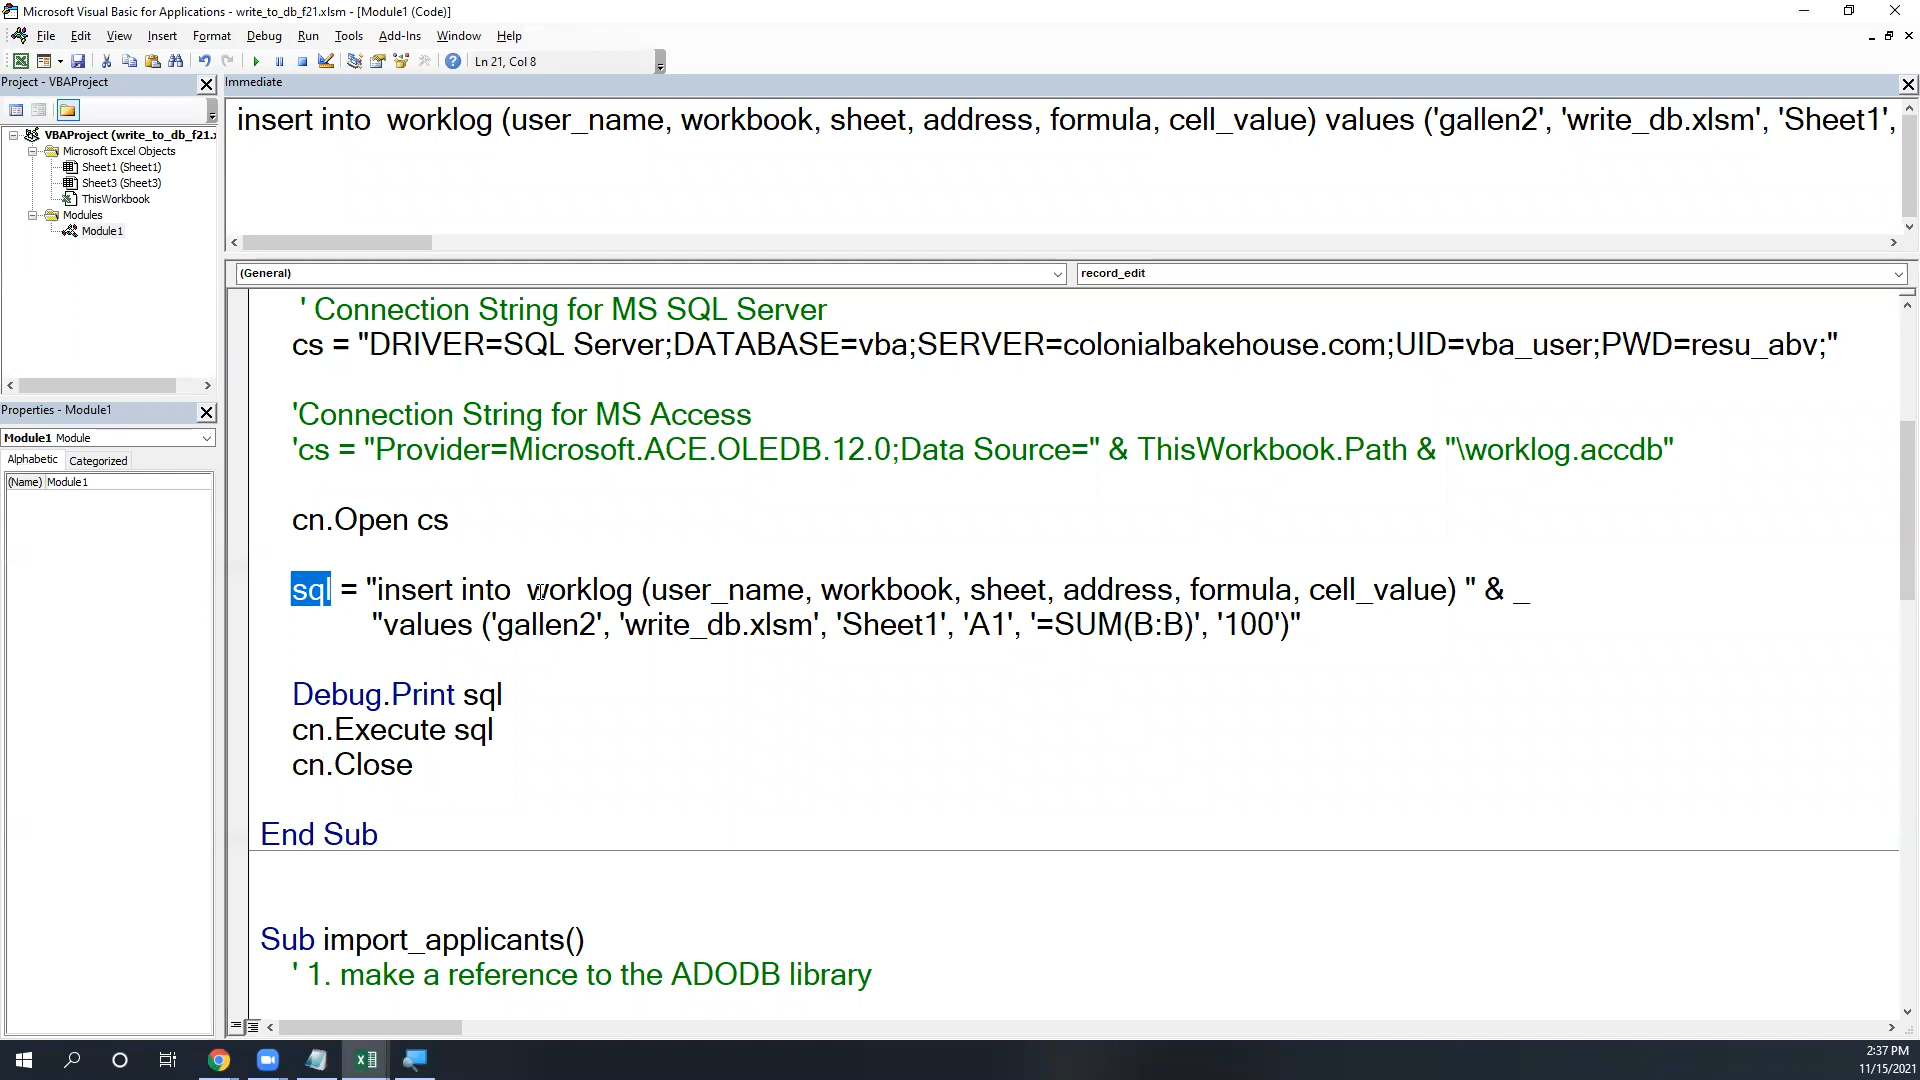 Microsoft Visual Basic for Applications - write_to_db_f21.xlsm - [Module1 (Code)]
File Edit View Insert Format Debug Run Tools Add-Ins Window Help
Ln 21, Col 8
Project - VBAProject
Immediate
insert into  worklog (user_name, workbook, sheet, address, formula, cell_value) values ('gallen2', 'write_db.xlsm', 'Sheet1',
VBAProject (write_to_db_f21.x
Microsoft Excel Objects
Sheet1 (Sheet1)
Sheet3 (Sheet3)
ThisWorkbook
Modules
Module1
(General)
record_edit
' Connection String for MS SQL Server
cs = "DRIVER=SQL Server;DATABASE=vba;SERVER=colonialbakehouse.com;UID=vba_user;PWD=resu_abv;"
'Connection String for MS Access
'cs = "Provider=Microsoft.ACE.OLEDB.12.0;Data Source=" & ThisWorkbook.Path & "\worklog.accdb"
cn.Open cs
sql = "insert into  worklog (user_name, workbook, sheet, address, formula, cell_value) " & _
"values ('gallen2', 'write_db.xlsm', 'Sheet1', 'A1', '=SUM(B:B)', '100')"
Debug.Print sql
cn.Execute sql
cn.Close
End Sub
Sub import_applicants()
' 1. make a reference to the ADODB library
Properties - Module1
Module1 Module
Alphabetic Categorized
(Name) Module1
2:37 PM
11/15/2021